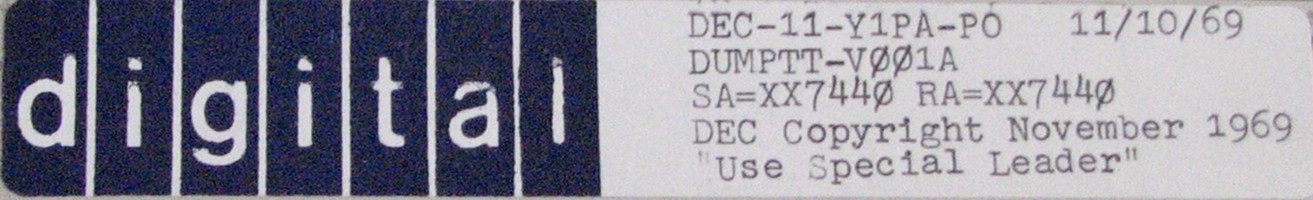 digital
DEC-11-Y1PA-PO 11/10/69
DUMPTT-VØØ1A
SA=XX744Ø RA=XX744Ø
DEC Copyright November 1969
"Use Special Leader"